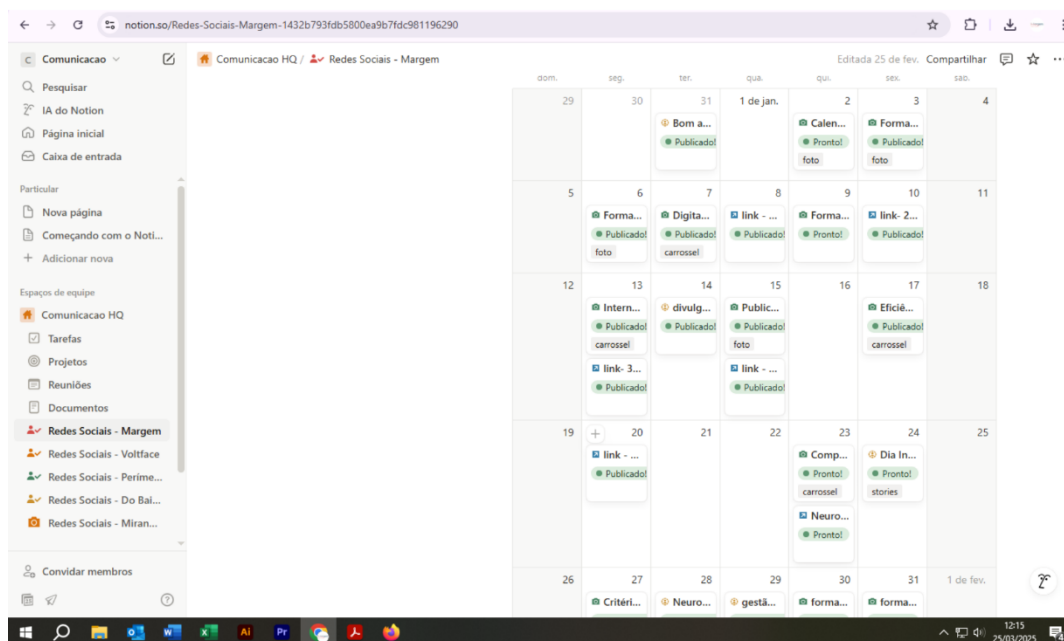 notion.so/Redes-Sociais-Margem-1432b793fdb5800ea9b7fdc981196290
C Comunicacao
Comunicacao HQ / Redes Sociais - Margem
Editada 25 de fev. Compartilhar
Pesquisar
IA do Notion
Página inicial
Caixa de entrada
Particular
Nova página
Começando com o Noti...
Adicionar nova
Espaços de equipe
Comunicacao HQ
Tarefas
Projetos
Reuniões
Documentos
Redes Sociais - Margem
Redes Sociais - Voltface
Redes Sociais - Períme...
Redes Sociais - Do Bai...
Redes Sociais - Miran...
Convidar membros
dom. seg. ter. qua. qui. sex. sáb.
29 30 31 1 de jan. 2 3 4
Bom a... Calen... Forma...
Publicado! Pronto! Publicado!
foto foto
5 6 7 8 9 10 11
Forma... Digita... link - ... Forma... link- 2...
Publicado! Publicado! Publicado! Pronto! Publicado!
foto carrossel
12 13 14 15 16 17 18
Intern... divulg... Public... Eficiê...
Publicado! Publicado! Publicado! Publicado!
carrossel foto carrossel
link- 3... link - ...
Publicado! Publicado!
19 20 21 22 23 24 25
link - ... Comp... Dia In...
Publicado! Pronto! Pronto!
carrossel stories
Neuro...
Pronto!
26 27 28 29 30 31 1 de fev.
Critéri... Neuro... gestã... forma... forma...
Ai Pr
12:15
25/03/2025